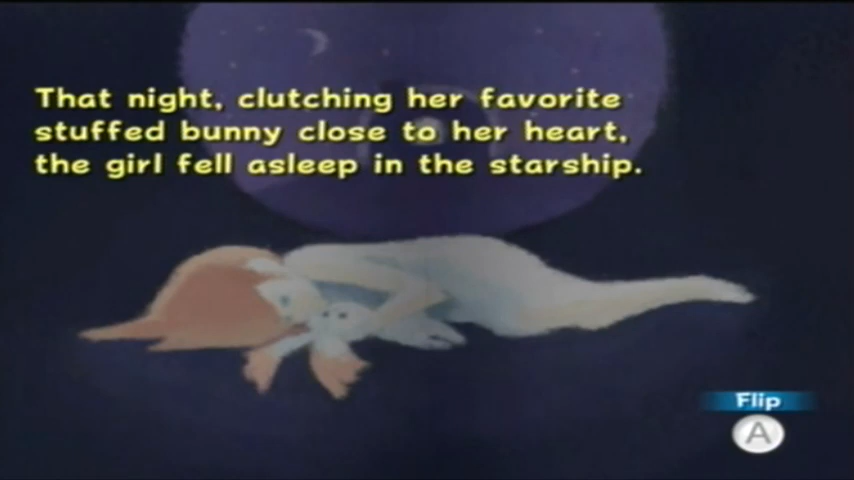 That night, clutching her favorite
stuffed bunny close to her heart,
the girl fell asleep in the starship.
Flip
A